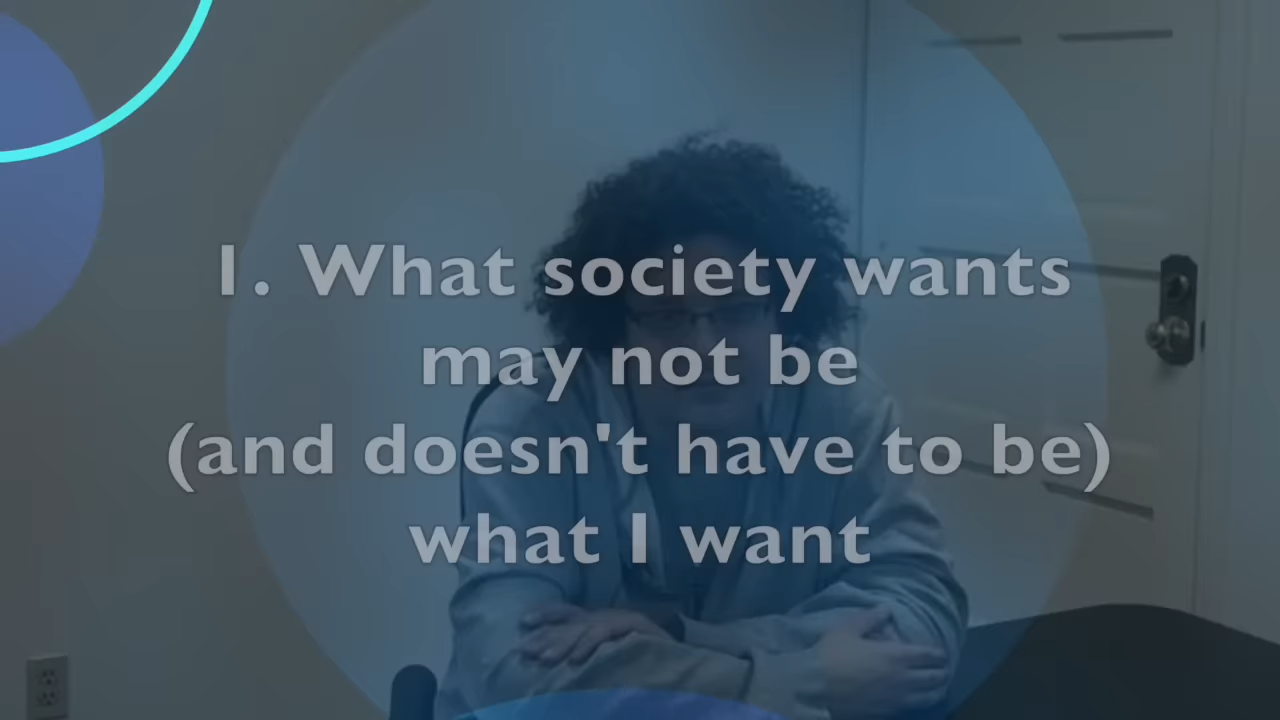 1. What society wants
may not be
(and doesn't have to be)
what I want